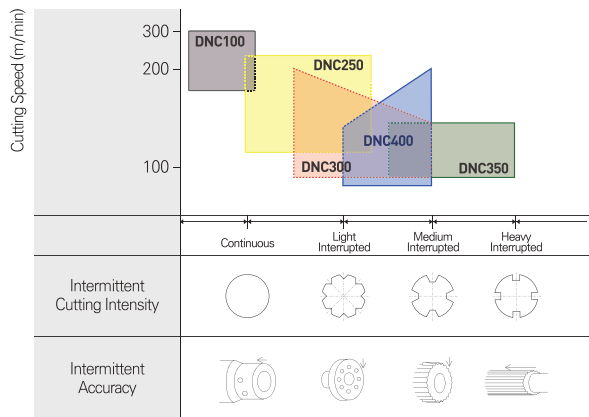 Cutting Speed (m/min)
300
200
100
DNC100
DNC250
DNC400
DNC300
DNC350
Continuous
Light
Interrupted
Medium
Interrupted
Heavy
Interrupted
Intermittent
Cutting Intensity
Intermittent
Accuracy